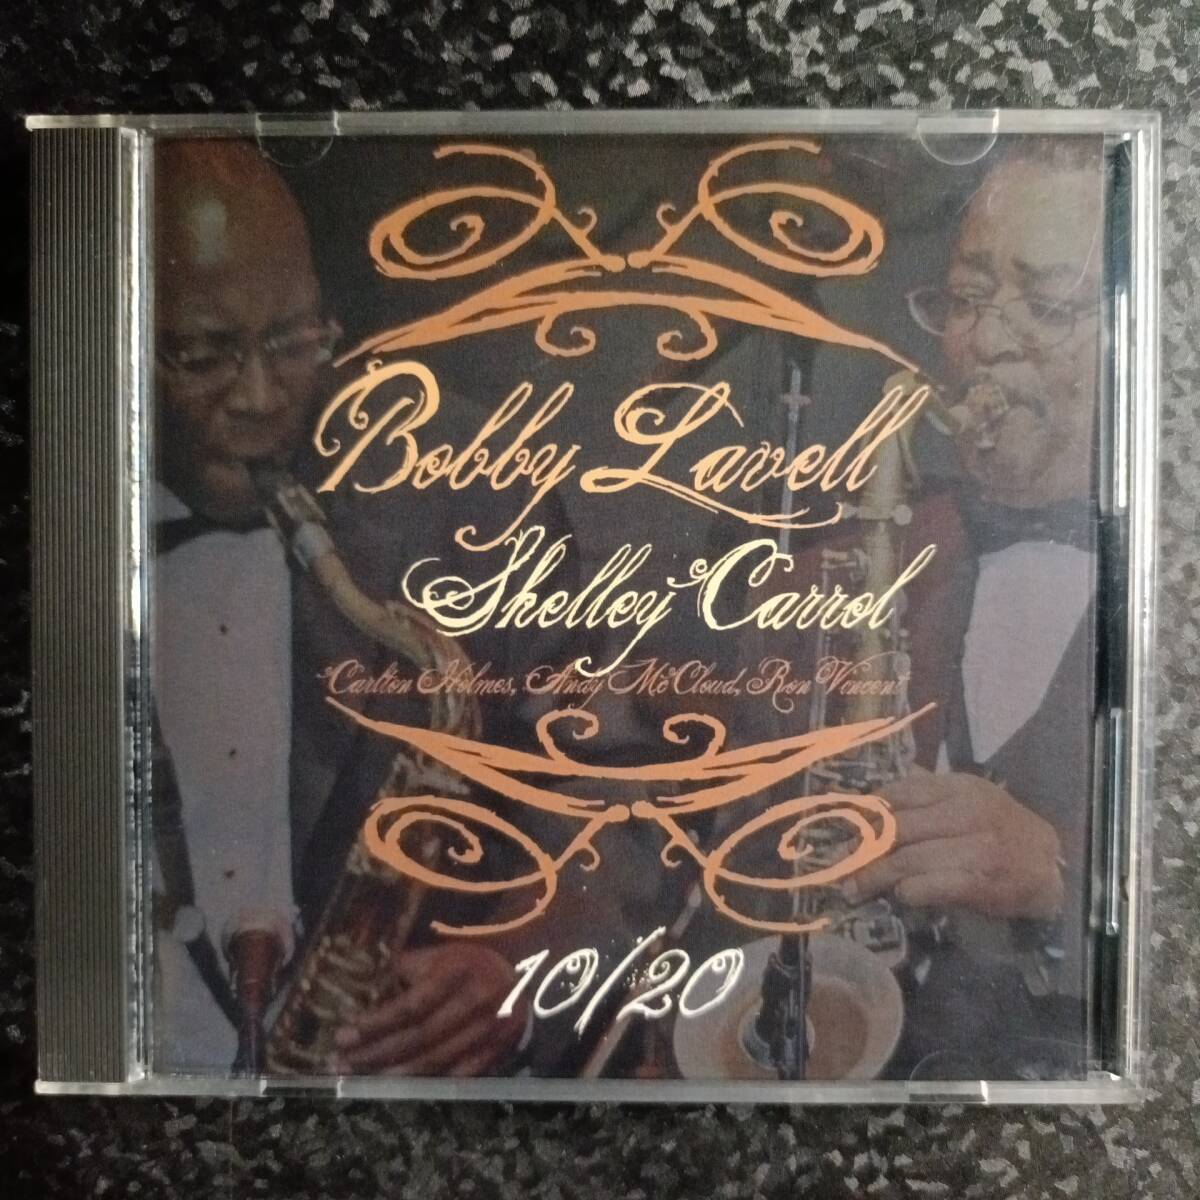 Bobby Lavell
Shelley Carrol
Carlton Holmes, Andy McCloud, Ron Vincent
10/20